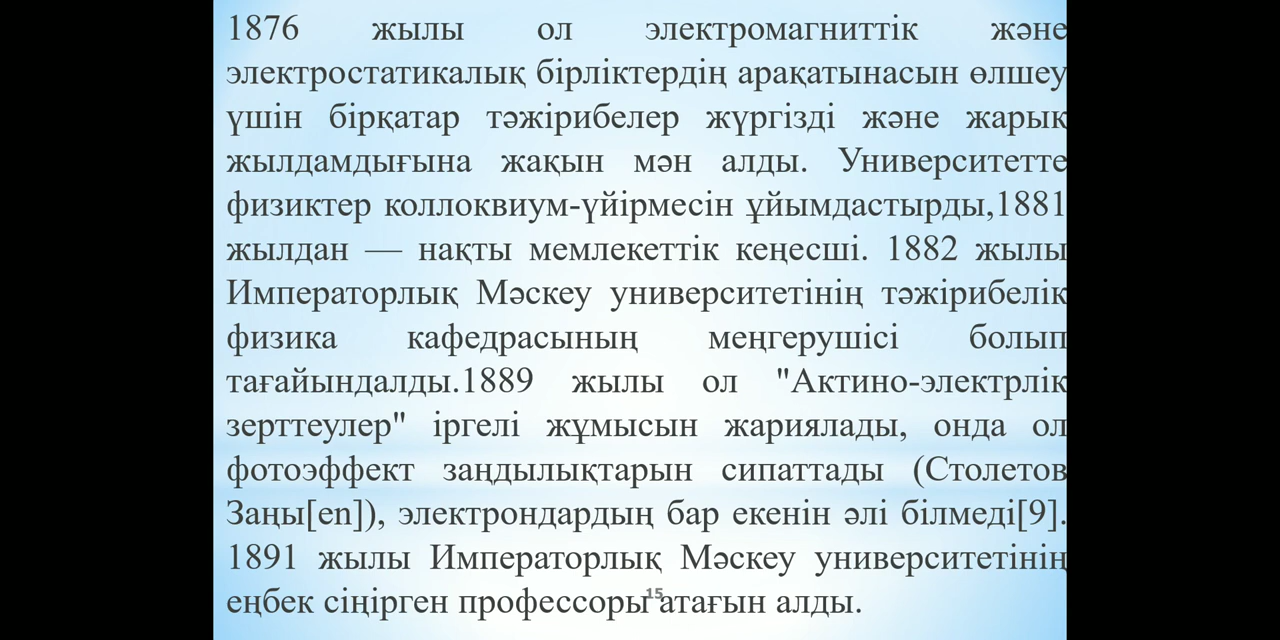 1876 жылы ол электромагниттік және
электростатикалық бірліктердің арақатынасын өлшеу
үшін бірқатар тәжірибелер жүргізді және жарық
жылдамдығына жақын мән алды. Университетте
физиктер коллоквиум-үйірмесін ұйымдастырды,1881
жылдан — нақты мемлекеттік кеңесші. 1882 жылы
Императорлық Мәскеу университетінің тәжірибелік
физика кафедрасының меңгерушісі болып
тағайындалды.1889 жылы ол "Актино-электрлік
зерттеулер" іргелі жұмысын жариялады, онда ол
фотоэффект заңдылықтарын сипаттады (Столетов
Заңы[en]), электрондардың бар екенін әлі білмеді[9].
1891 жылы Императорлық Мәскеу университетінің
еңбек сіңірген профессоры атағын алды.
15